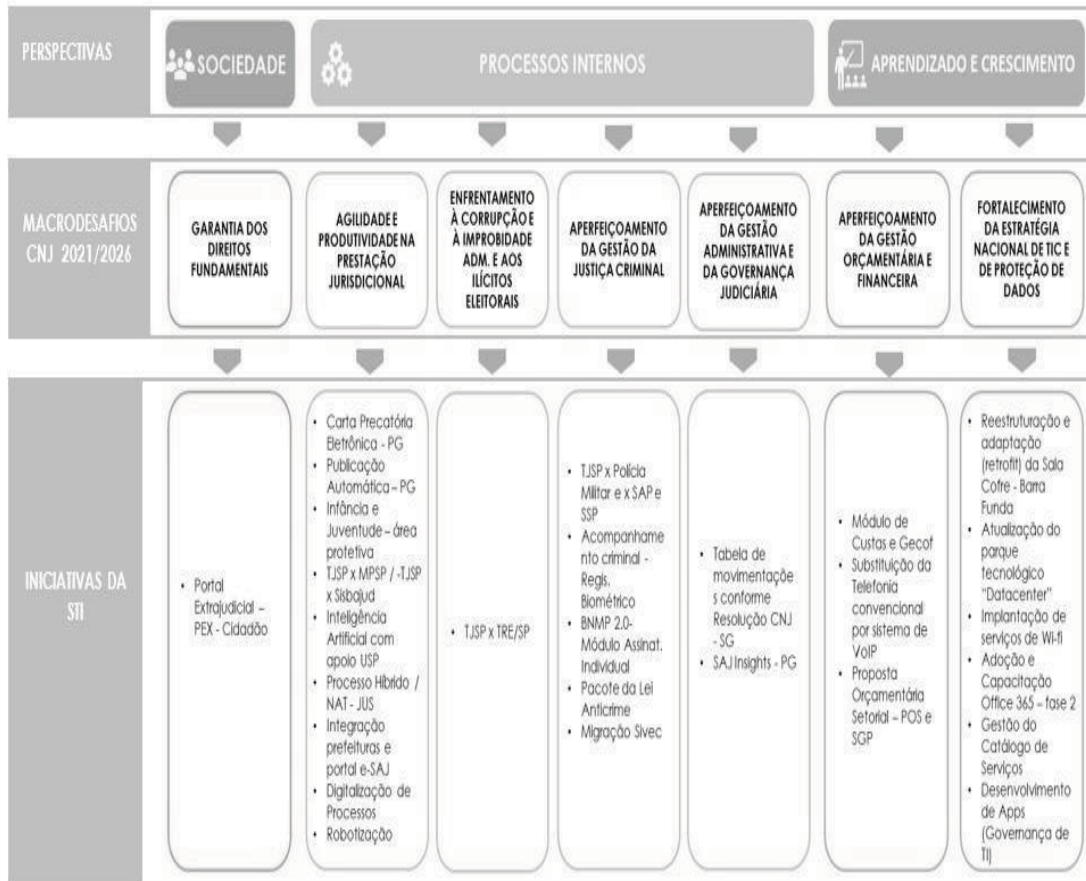 PERSPECTIVAS
SOCIEDADE
PROCESSOS INTERNOS
APRENDIZADO E CRESCIMENTO
MACRODESAFIOS
CNJ 2021/2026
GARANTIA DOS
DIREITOS
FUNDAMENTAIS
AGILIDADE E
PRODUTIVIDADE NA
PRESTAÇÃO
JURISDICIONAL
ENFRENTAMENTO
À CORRUPÇÃO E
À IMPROBIDADE
ADM. E AOS
ILÍCITOS
ELEITORAIS
APERFEIÇOAMENTO
DA GESTÃO DA
JUSTIÇA CRIMINAL
APERFEIÇOAMENTO
DA GESTÃO
ADMINISTRATIVA E
DA GOVERNANÇA
JUDICIÁRIA
APERFEIÇOAMENTO
DA GESTÃO
ORÇAMENTÁRIA E
FINANCEIRA
FORTALECIMENTO
DA ESTRATÉGIA
NACIONAL DE TIC E
DE PROTEÇÃO DE
DADOS
INICIATIVAS DA
STI
• Portal
Extrajudicial –
PEX - Cidadão
• Carta Precatória
Eletrônica - PG
• Publicação
Automática – PG
• Infância e
Juventude – área
protetiva
• TJSP x MPSP / -TJSP
x Sisbajud
• Inteligência
Artificial com
apoio USP
• Processo Híbrido /
NAT - JUS
• Integração
prefeituras e
portal e-SAJ
• Digitalização de
Processos
• Robotização
• TJSP x TRE/SP
• TJSP x Polícia
Militar e x SAP e
SSP
• Acompanhame
nto criminal -
Regis.
Biométrico
• BNMP 2.0-
Módulo Assinat.
Individual
• Pacote da Lei
Anticrime
• Migração Sivec
• Tabela de
movimentaçõe
s conforme
Resolução CNJ
- SG
• SAJ Insights - PG
• Módulo de
Custas e Gecof
• Substituição da
Telefonia
convencional
por sistema de
VoIP
• Proposta
Orçamentária
Setorial – POS e
SGP
• Reestruturação e
adaptação
(retrofit) da Sala
Cofre - Barra
Funda
• Atualização do
parque
tecnológico
"Datacenter"
• Implantação de
serviços de Wi-fi
• Adoção e
Capacitação
Office 365 – fase 2
• Gestão do
Catálogo de
Serviços
• Desenvolvimento
de Apps
(Governança de
TI)